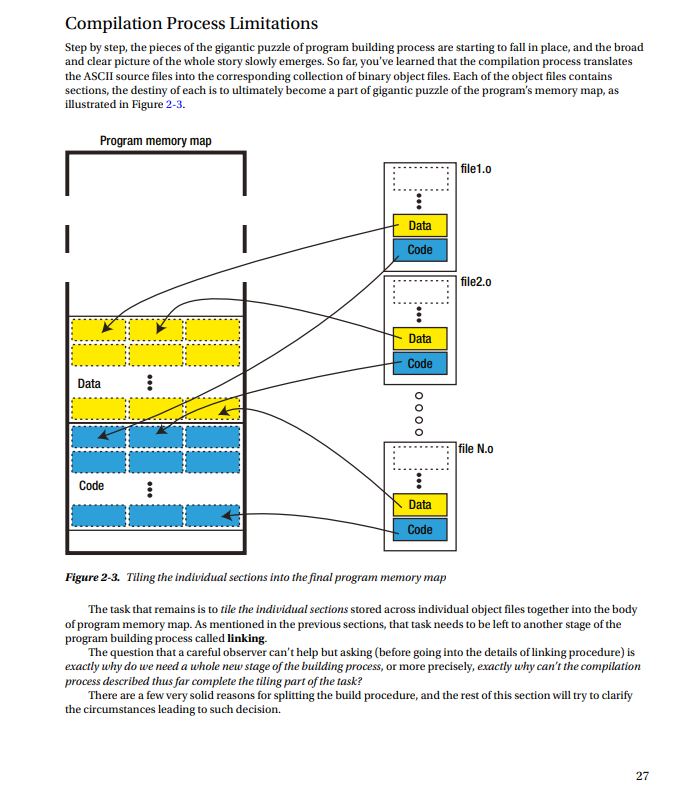 Compilation Process Limitations
Step by step, the pieces of the gigantic puzzle of program building process are starting to fall in place, and the broad
and clear picture of the whole story slowly emerges. So far, you've learned that the compilation process translates
the ASCII source files into the corresponding collection of binary object files. Each of the object files contains
sections, the destiny of each is to ultimately become a part of gigantic puzzle of the program's memory map, as
illustrated in Figure 2-3.
Program memory map
file1.o
Data
Code
file2.o
Data
Code
Data
file N.o
Code
Data
Code
Figure 2-3. Tiling the individual sections into the final program memory map
The task that remains is to tile the individual sections stored across individual object files together into the body
of program memory map. As mentioned in the previous sections, that task needs to be left to another stage of the
program building process called linking.
The question that a careful observer can't help but asking (before going into the details of linking procedure) is
exactly why do we need a whole new stage of the building process, or more precisely, exactly why can't the compilation
process described thus far complete the tiling part of the task?
There are a few very solid reasons for splitting the build procedure, and the rest of this section will try to clarify
the circumstances leading to such decision.
27